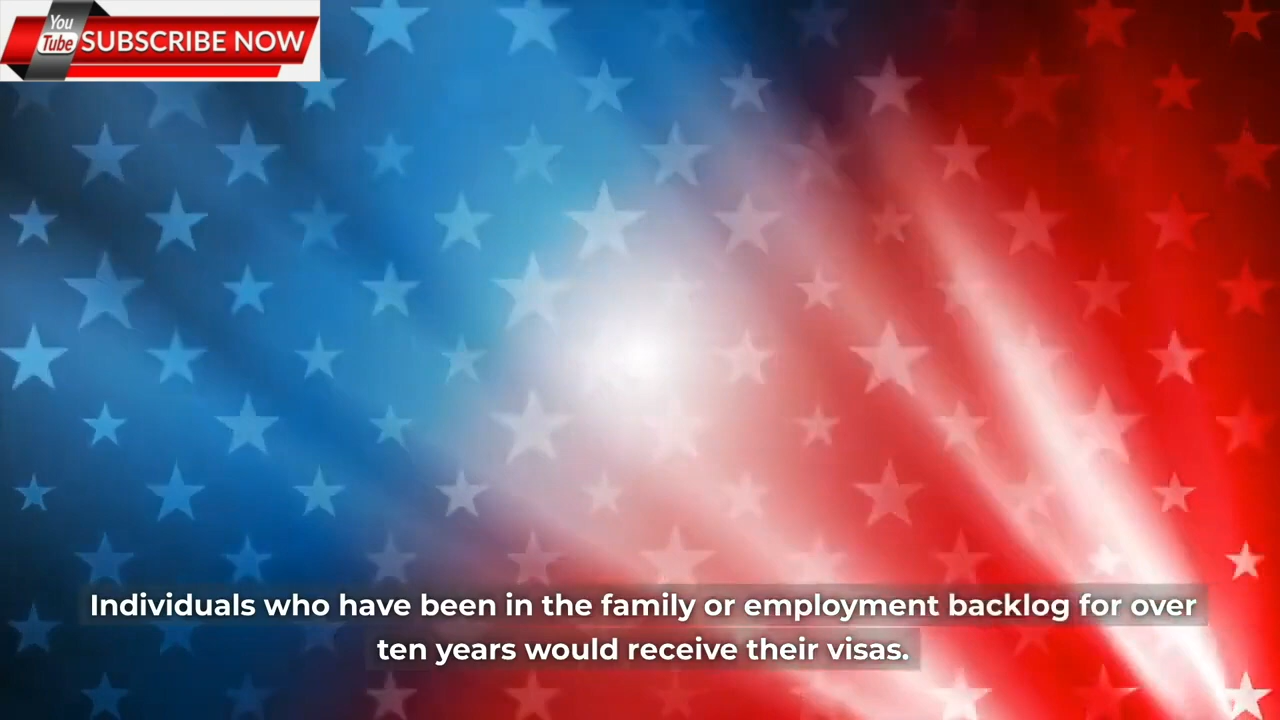 You
Tube
SUBSCRIBE NOW
Individuals who have been in the family or employment backlog for over
ten years would receive their visas.